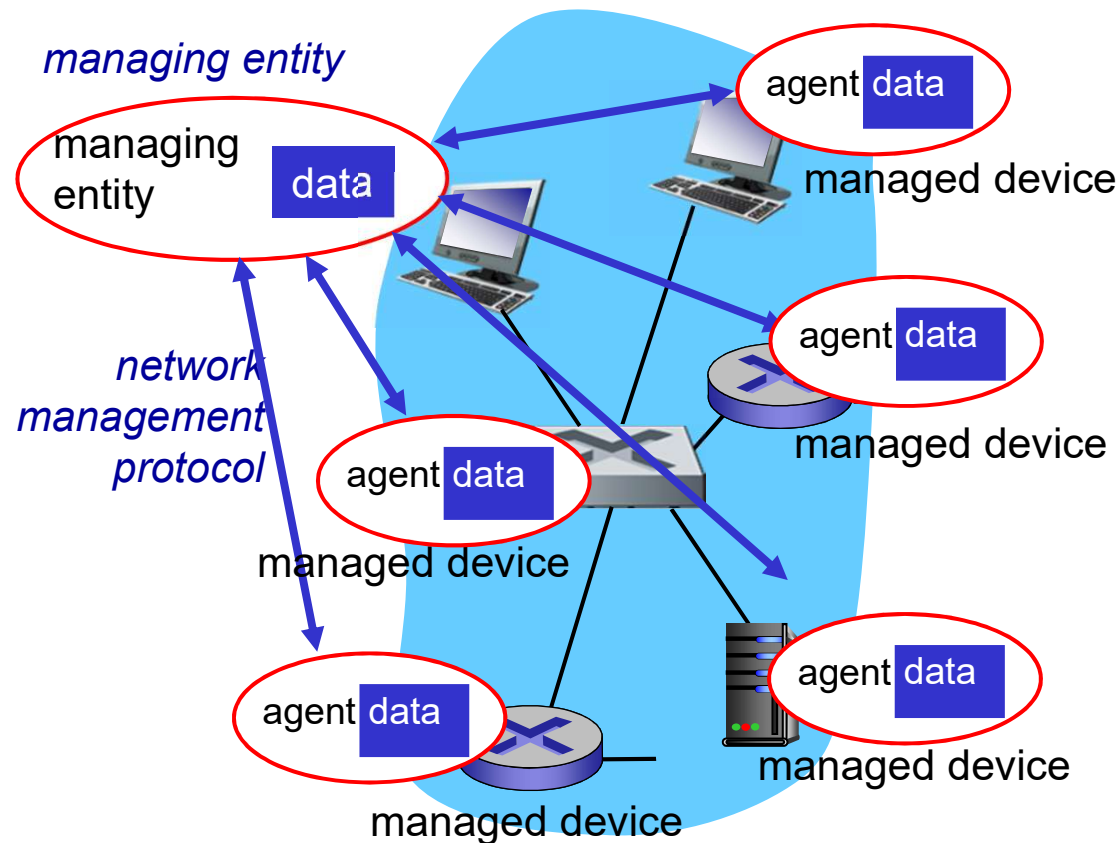 managing entity
managing
entity
data
agent data
managed device
agent data
managed device
network
management
protocol
agent data
managed device
agent data
managed device
agent data
managed device